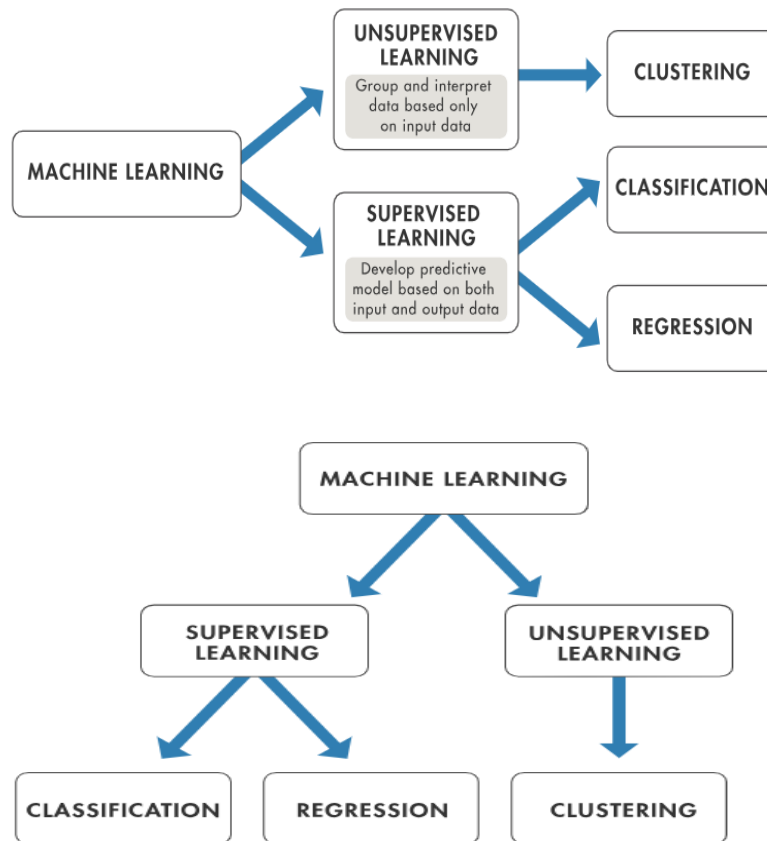 UNSUPERVISED
LEARNING
Group and interpret
data based only
on input data
CLUSTERING
MACHINE LEARNING
SUPERVISED
LEARNING
Develop predictive
model based on both
input and output data
CLASSIFICATION
REGRESSION
MACHINE LEARNING
SUPERVISED
LEARNING
UNSUPERVISED
LEARNING
CLASSIFICATION
REGRESSION
CLUSTERING